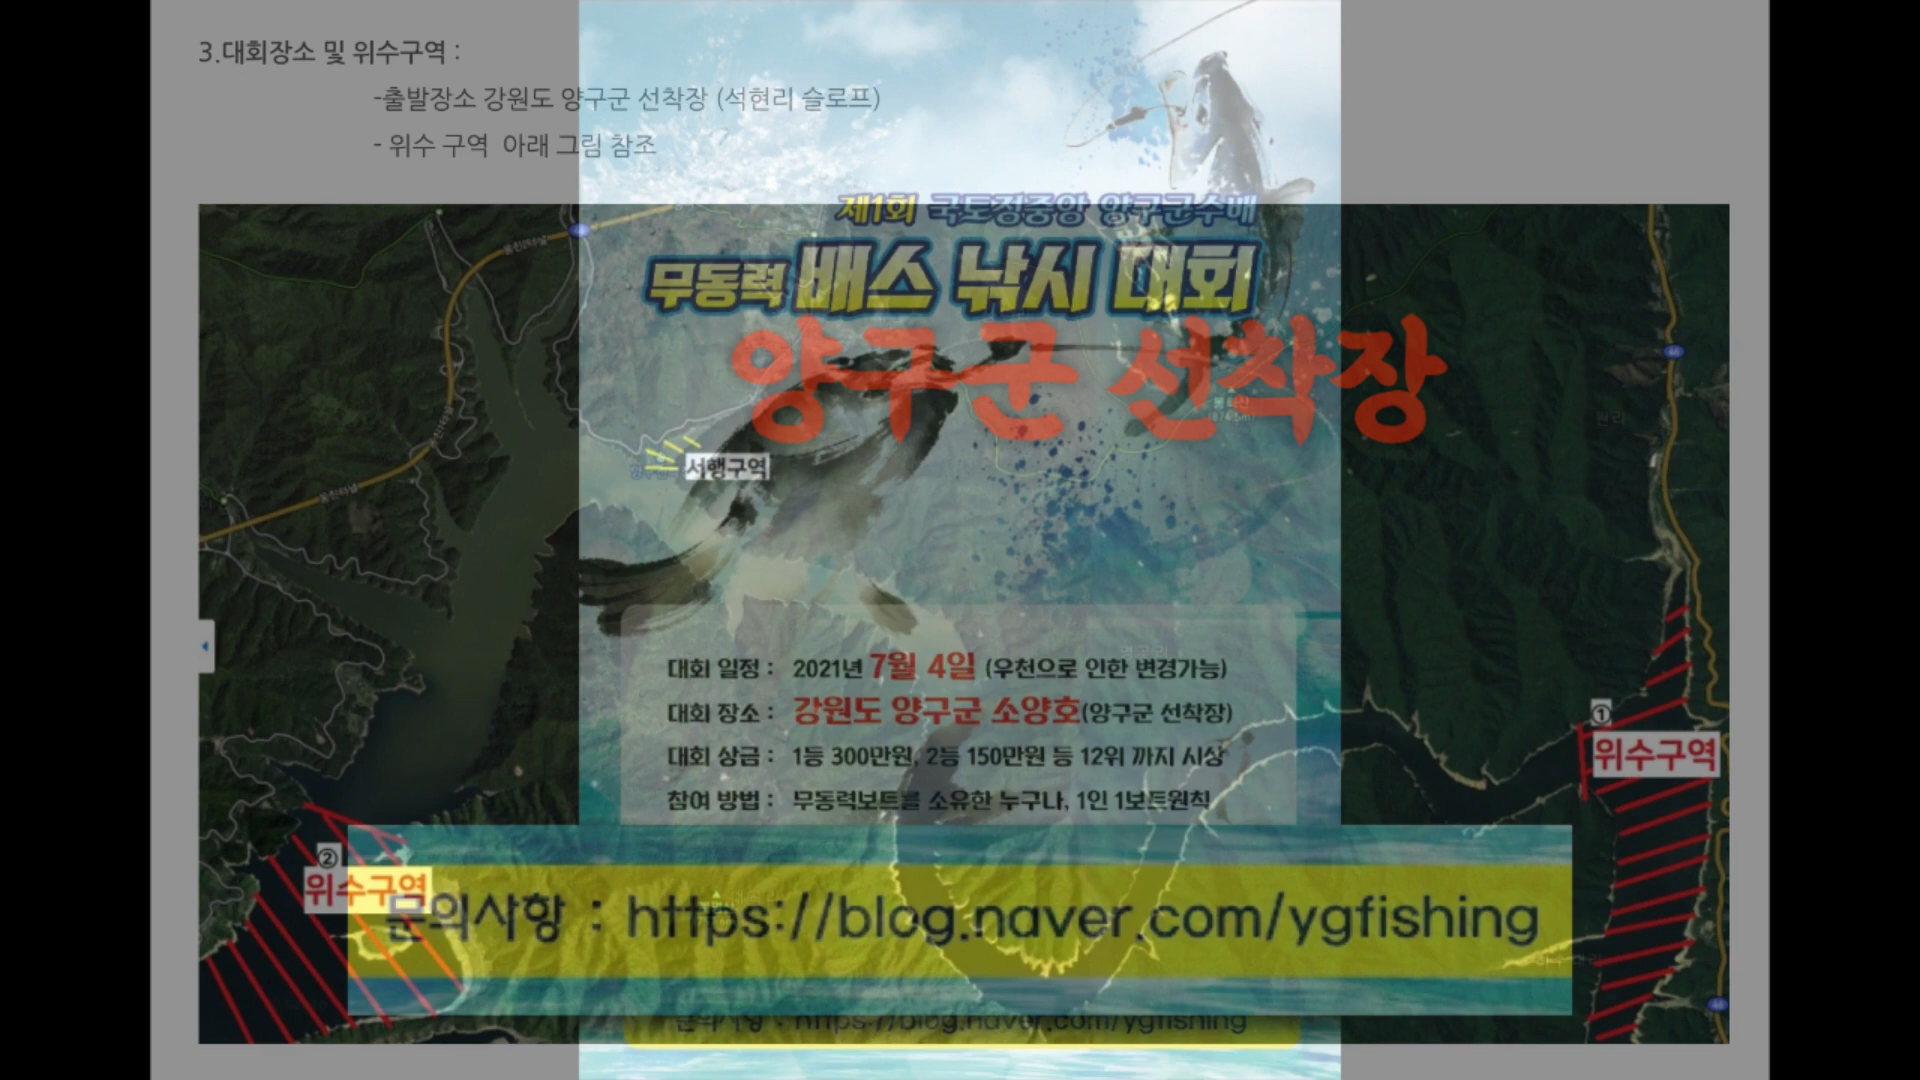 3.대회장소 및 위수구역 :
-출발장소 강원도 양구군 선착장 (석현리 슬로프)
- 위수 구역 아래 그림 참조
제1회 국토정중앙 양구군수배
무동력 배스 낚시 대회
양구군 선착장
서행구역
대회 일정 : 2021년 7월 4일 (우천으로 인한 변경가능)
대회 장소 : 강원도 양구군 소양호(양구군 선착장)
대회 상금 : 1등 300만원, 2등 150만원 등 12위 까지 시상
참여 방법 : 무동력보트를 소유한 누구나, 1인 1보트원칙
①
위수구역
②
위수구역
문의사항 : https://blog.naver.com/ygfishing
문의사항 : https://blog.naver.com/ygfishing